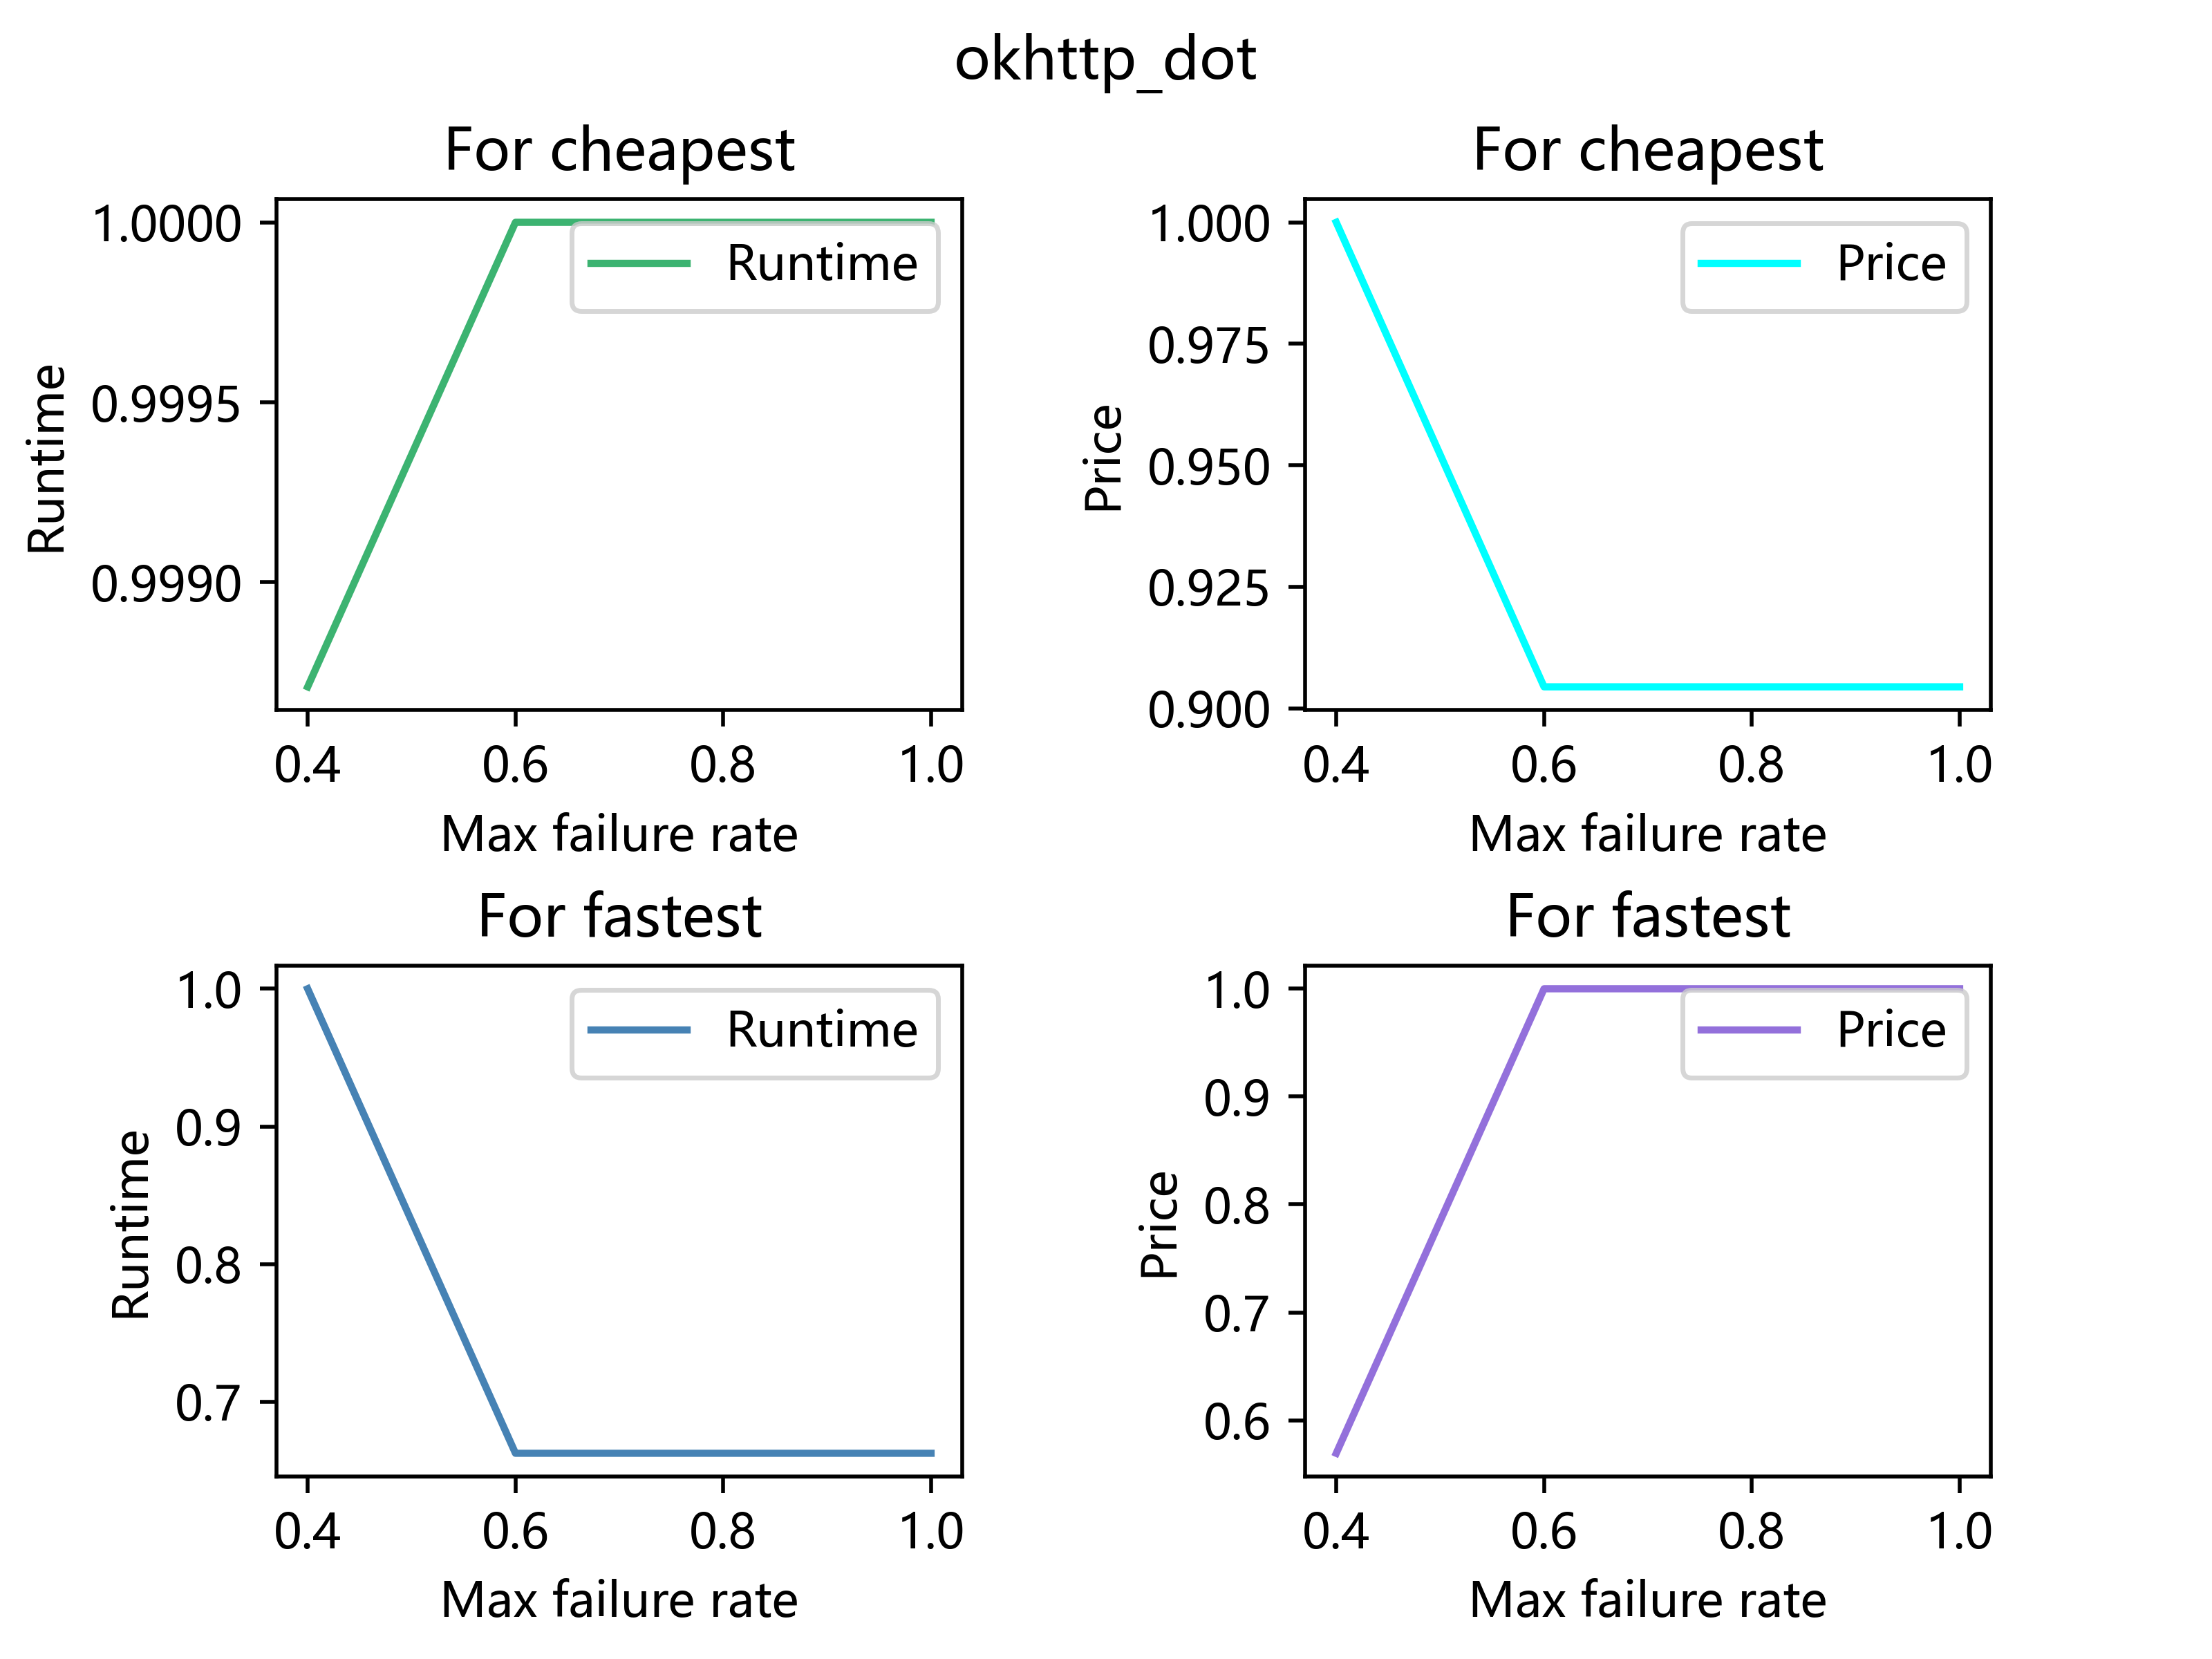 okhttp_dot
For cheapest
1.0000
0.9995
0.9990
Runtime
Runtime
0.4 0.6 0.8 1.0
Max failure rate
For cheapest
1.000
0.975
0.950
0.925
0.900
Price
Price
0.4 0.6 0.8 1.0
Max failure rate
For fastest
1.0
0.9
0.8
0.7
Runtime
Runtime
0.4 0.6 0.8 1.0
Max failure rate
For fastest
1.0
0.9
0.8
0.7
0.6
Price
Price
0.4 0.6 0.8 1.0
Max failure rate